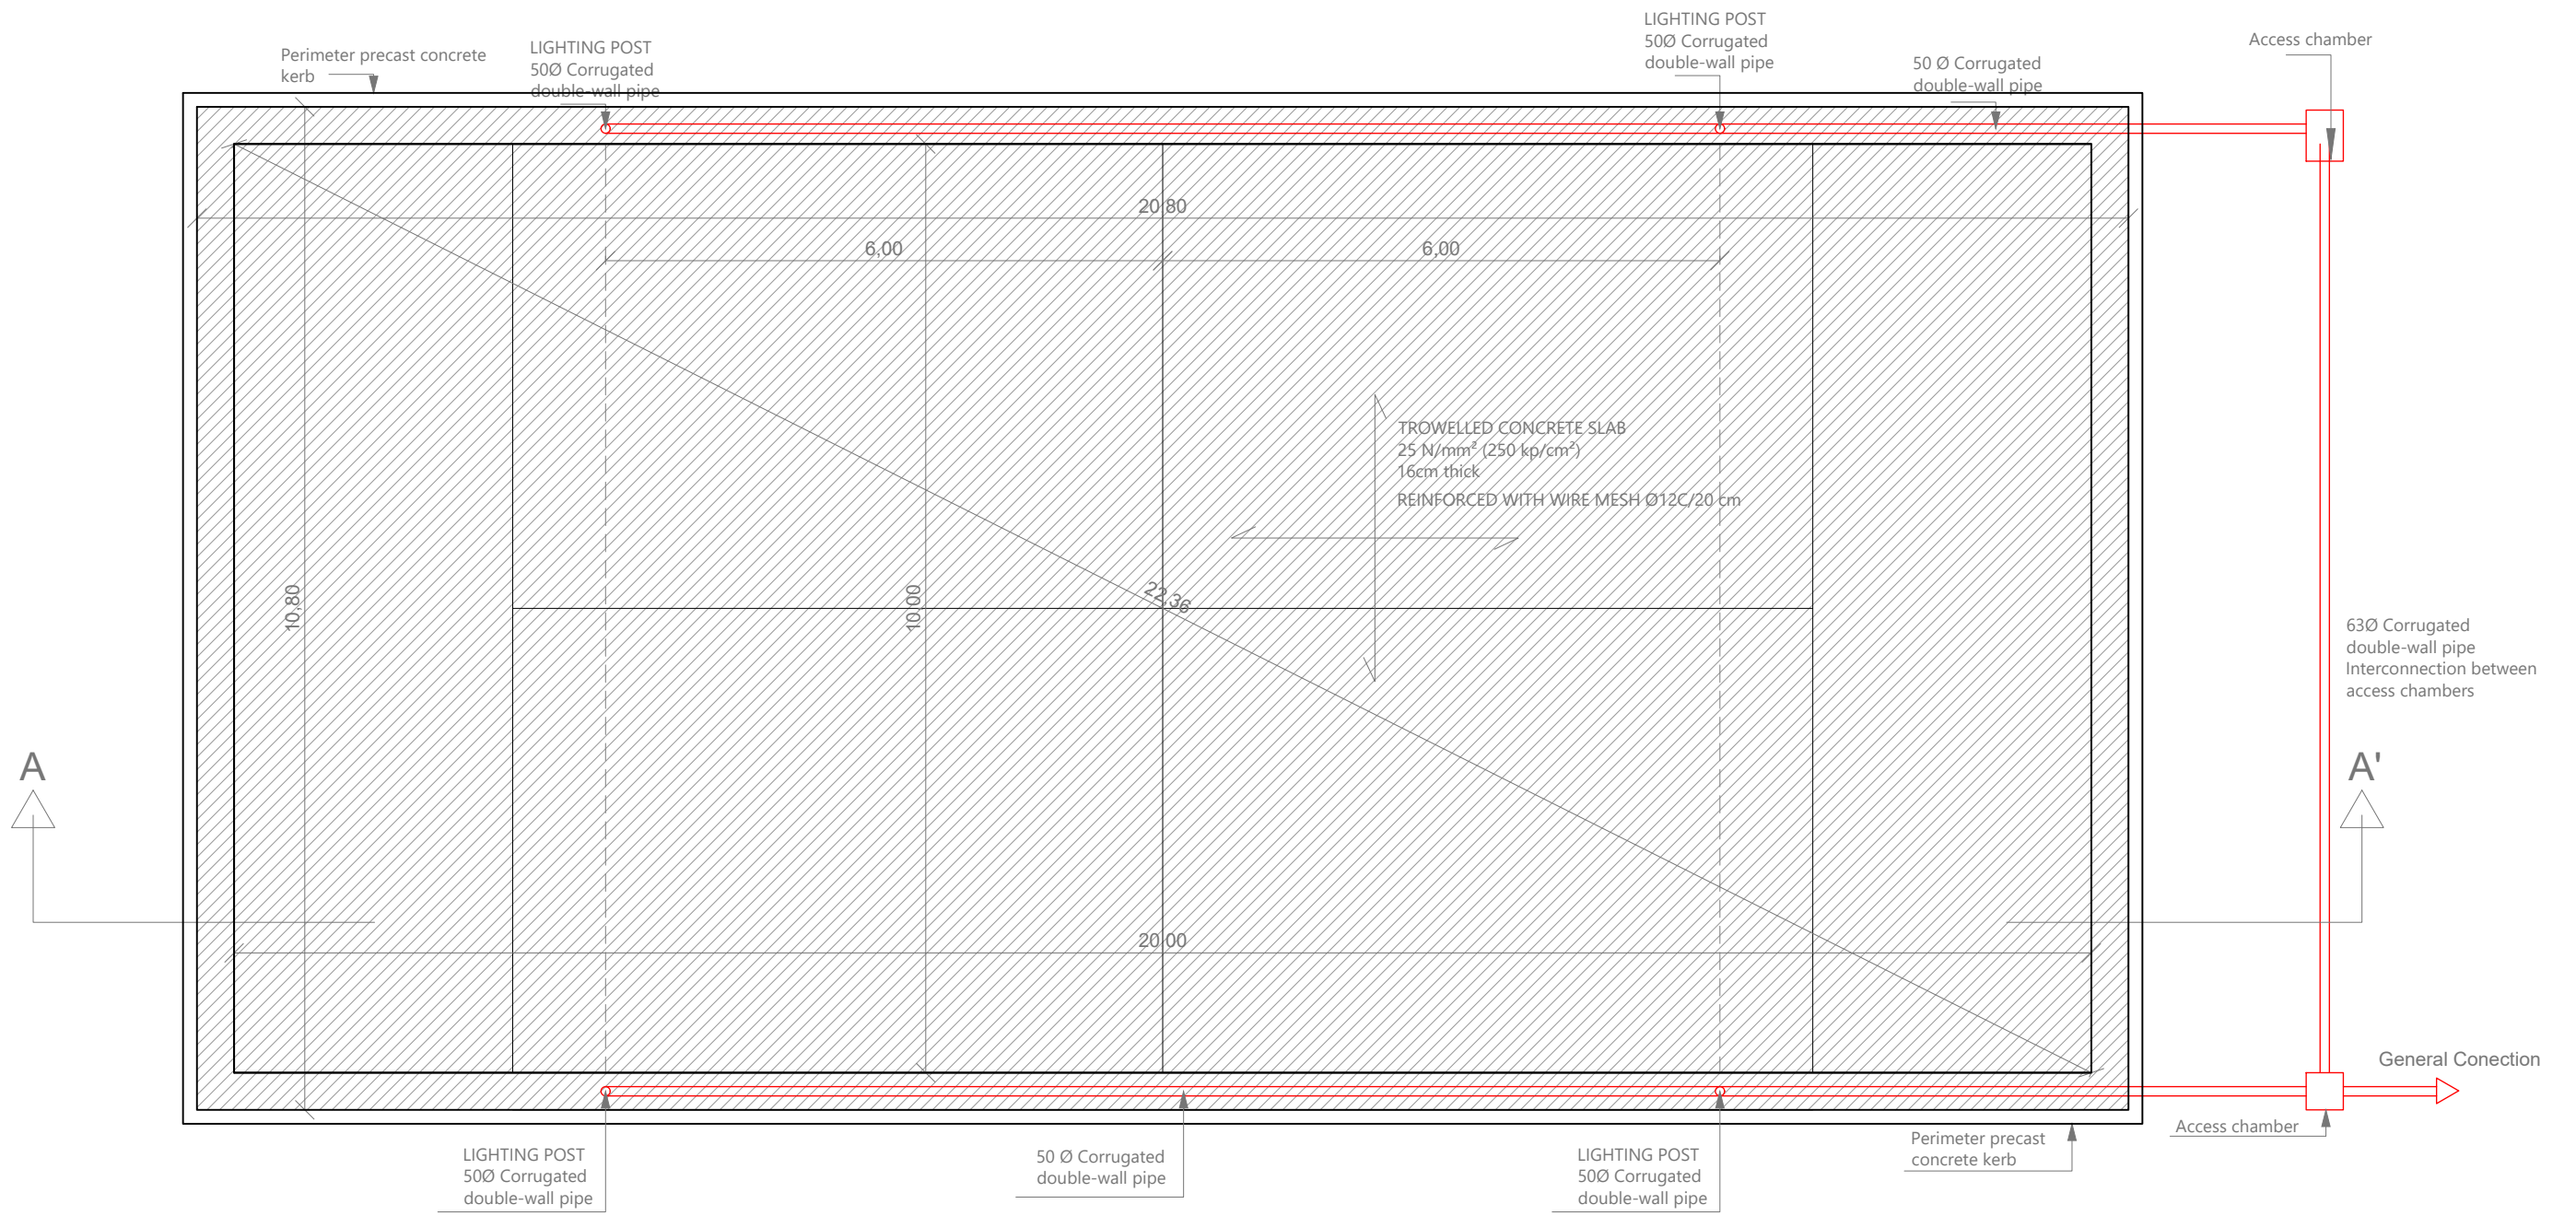 LIGHTING POST
50Ø Corrugated
double-wall pipe
Access chamber
Perimeter precast concrete
kerb
LIGHTING POST
50Ø Corrugated
double-wall pipe
50 Ø Corrugated
double-wall pipe
20,80
6,00
6,00
TROWELLED CONCRETE SLAB
25 N/mm² (250 kp/cm²)
16cm thick
REINFORCED WITH WIRE MESH Ø12C/20 cm
10,80
10,00
22,36
63Ø Corrugated
double-wall pipe
Interconnection between
access chambers
A
A'
20,00
General Conection
Access chamber
Perimeter precast
concrete kerb
LIGHTING POST
50Ø Corrugated
double-wall pipe
50 Ø Corrugated
double-wall pipe
LIGHTING POST
50Ø Corrugated
double-wall pipe